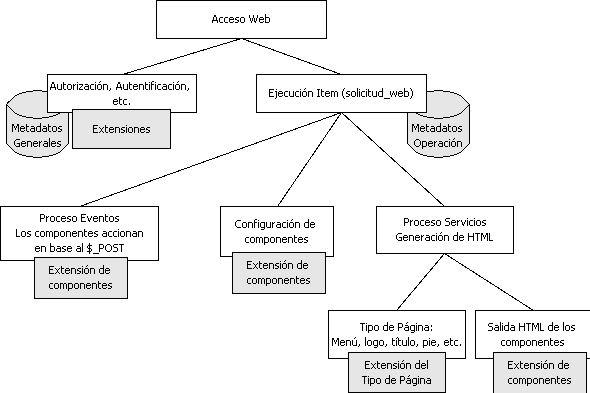 Acceso Web
Autorización, Autentificación,
etc.
Metadatos
Generales
Extensiones
Ejecución Item (solicitud_web)
Metadatos
Operación
Proceso Eventos
Los componentes accionan
en base al $_POST
Extensión de
componentes
Configuración de
componentes
Extensión de
componentes
Proceso Servicios
Generación de HTML
Tipo de Página:
Menú, logo, título, pie, etc.
Extensión del
Tipo de Página
Salida HTML de los
componentes
Extensión de
componentes